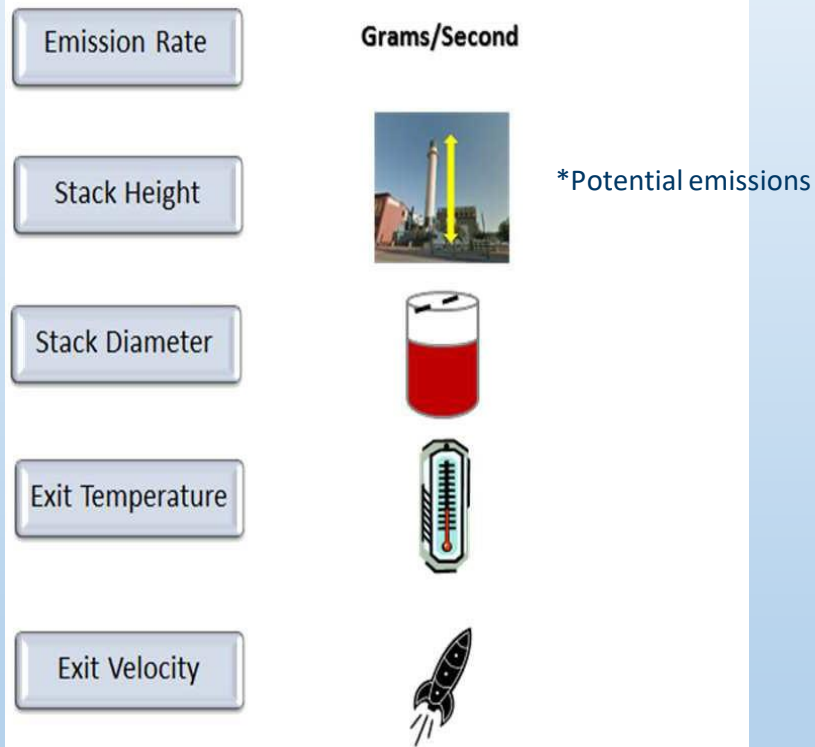 Emission Rate
Grams/Second
Stack Height
*Potential emissions
Stack Diameter
Exit Temperature
Exit Velocity